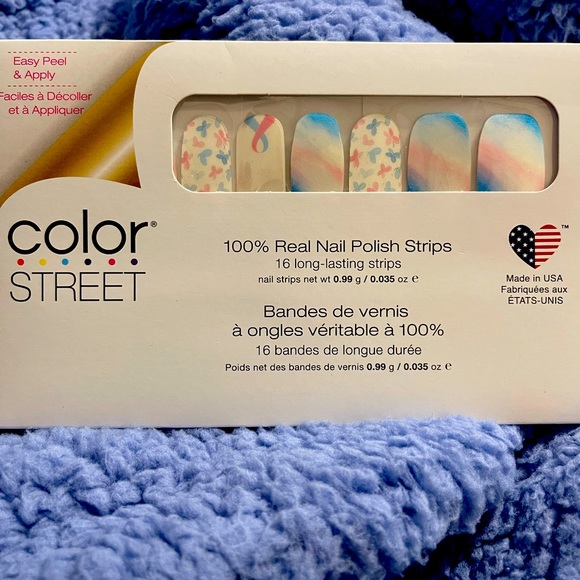 Easy Peel
& Apply
Faciles à Décoller
et à Appliquer
color®
STREET
100% Real Nail Polish Strips
16 long-lasting strips
nail strips net wt 0.99 g / 0.035 oz ℮
Bandes de vernis
à ongles véritable à 100%
16 bandes de longue durée
Poids net des bandes de vernis 0.99 g / 0.035 oz ℮
™
Made in USA
Fabriquées aux
ÉTATS-UNIS